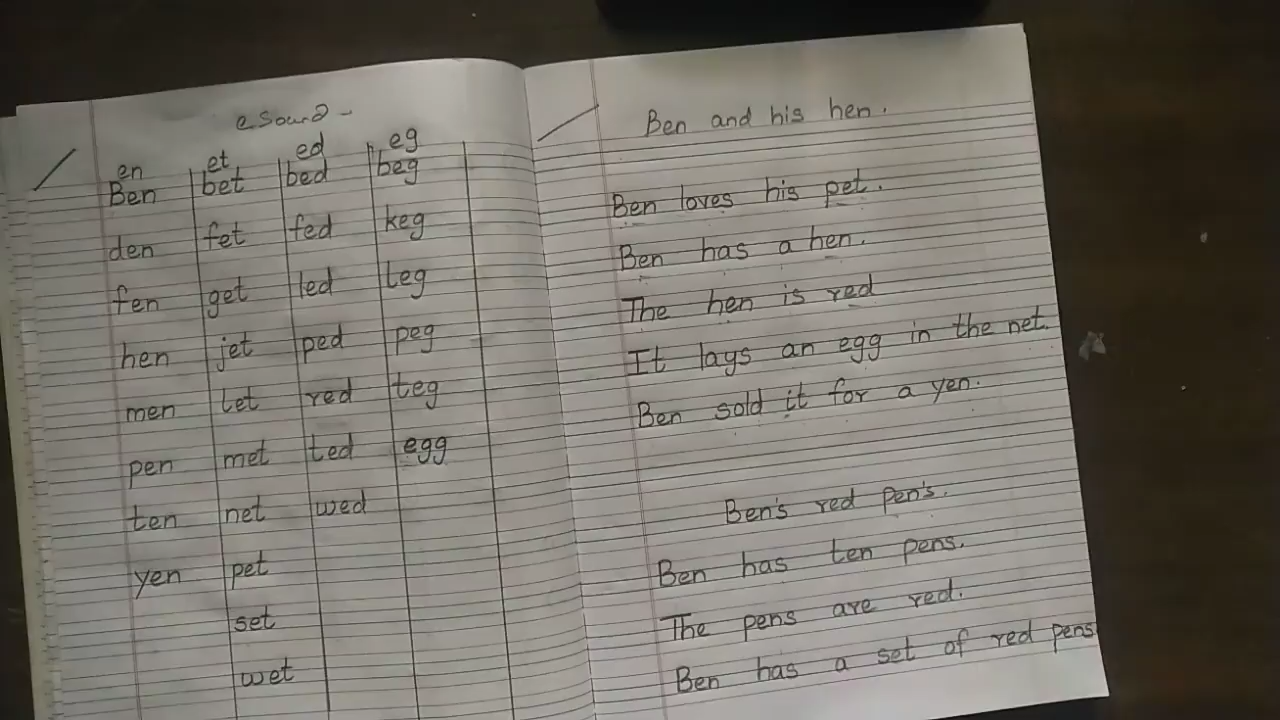 e Sound -
en et ed eg
Ben bet bed beg
den fet fed keg
fen get led leg
hen jet ped peg
men let red teg
pen met ted egg
ten net wed
yen pet
set
wet
Ben and his hen.
Ben loves his pet.
Ben has a hen.
The hen is red
It lays an egg in the net.
Ben sold it for a yen.
Ben's red pen's.
Ben has ten pens.
The pens are red.
Ben has a set of red pens